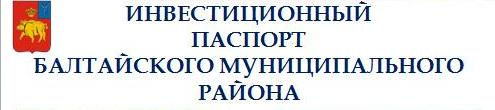 ИНВЕСТИЦИОННЫЙ
ПАСПОРТ
БАЛТАЙСКОГО МУНИЦИПАЛЬНОГО
РАЙОНА